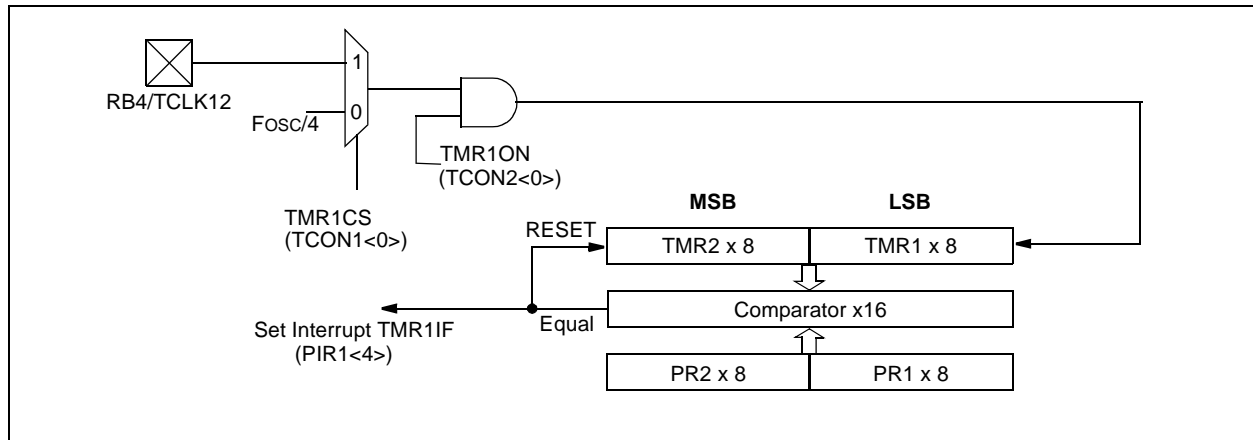 1
RB4/TCLK12
FOSC/4
0
TMR1ON
(TCON2<0>)
TMR1CS
(TCON1<0>)
MSB
LSB
RESET
TMR2 x 8
TMR1 x 8
Comparator x16
Equal
Set Interrupt TMR1IF
(PIR1<4>)
PR2 x 8
PR1 x 8